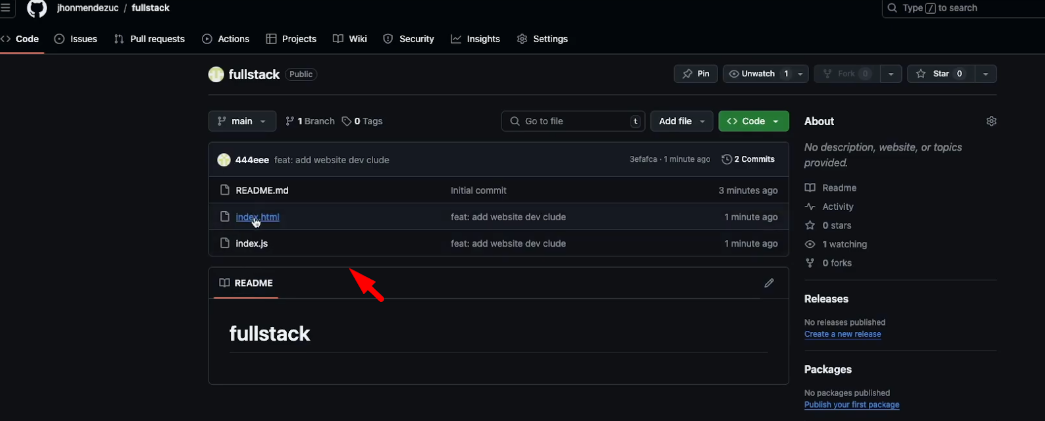 jhonmendezuc / fullstack
Type / to search
Code Issues Pull requests Actions Projects Wiki Security Insights Settings
fullstack Public
Pin Unwatch 1 Fork 0 Star 0
main 1 Branch 0 Tags
Go to file t Add file Code
444eee feat: add website dev clude 3efafca · 1 minute ago 2 Commits
README.md Initial commit 3 minutes ago
index.html feat: add website dev clude 1 minute ago
index.js feat: add website dev clude 1 minute ago
README
fullstack
About
No description, website, or topics
provided.
Readme
Activity
0 stars
1 watching
0 forks
Releases
No releases published
Create a new release
Packages
No packages published
Publish your first package